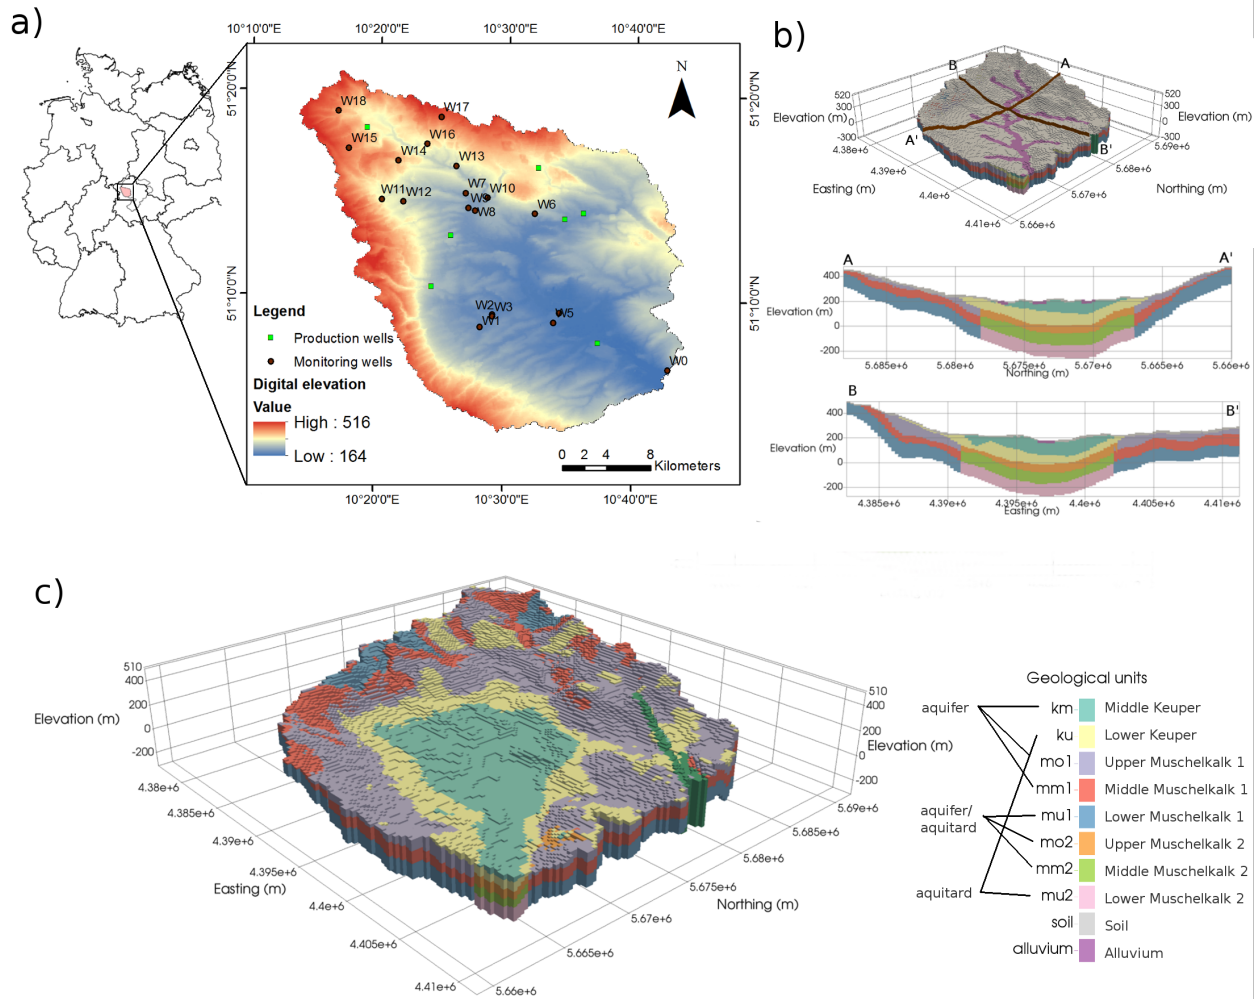 a)
10°10'0"E
10°20'0"E
10°30'0"E
10°40'0"E
51°20'0"N
51°10'0"N
51°20'0"N
51°10'0"N
N
W18
W17
W15
W16
W14
W13
W11
W12
W7
W10
W9
W8
W6
W2
W3
W1
W5
W0
Legend
Production wells
Monitoring wells
Digital elevation
Value
High : 516
Low : 164
0 2 4 8
Kilometers
10°20'0"E
10°30'0"E
10°40'0"E
b)
B
A
A'
B'
520
300
0
-300
Elevation (m)
520
300
0
-300
Elevation (m)
4.38e+6
4.39e+6
4.4e+6
4.41e+6
Easting (m)
5.69e+6
5.68e+6
5.67e+6
5.66e+6
Northing (m)
A
A'
400
200
0
-200
Elevation (m)
5.685e+6
5.68e+6
5.675e+6
5.67e+6
5.665e+6
5.66e+6
Northing (m)
B
B'
400
200
0
-200
Elevation (m)
4.385e+6
4.39e+6
4.395e+6
4.4e+6
4.405e+6
4.41e+6
Easting (m)
c)
510
400
200
0
-200
Elevation (m)
510
400
200
0
-200
Elevation (m)
4.38e+6
4.385e+6
4.39e+6
4.395e+6
4.4e+6
4.405e+6
4.41e+6
Easting (m)
5.69e+6
5.685e+6
5.68e+6
5.675e+6
5.67e+6
5.665e+6
5.66e+6
Northing (m)
Geological units
aquifer
aquifer/
aquitard
aquitard
km Middle Keuper
ku Lower Keuper
mo1 Upper Muschelkalk 1
mm1 Middle Muschelkalk 1
mu1 Lower Muschelkalk 1
mo2 Upper Muschelkalk 2
mm2 Middle Muschelkalk 2
mu2 Lower Muschelkalk 2
soil Soil
alluvium Alluvium